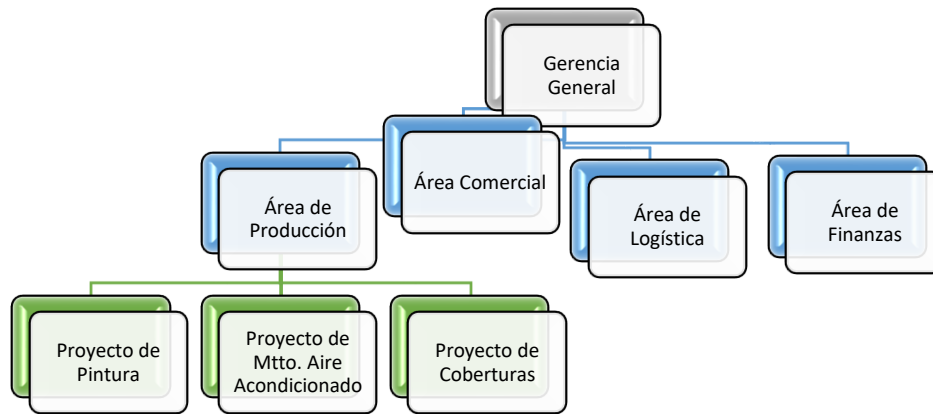 Gerencia
General
Área Comercial
Área de
Producción
Área de
Logística
Área de
Finanzas
Proyecto de
Pintura
Proyecto de
Mtto. Aire
Acondicionado
Proyecto de
Coberturas